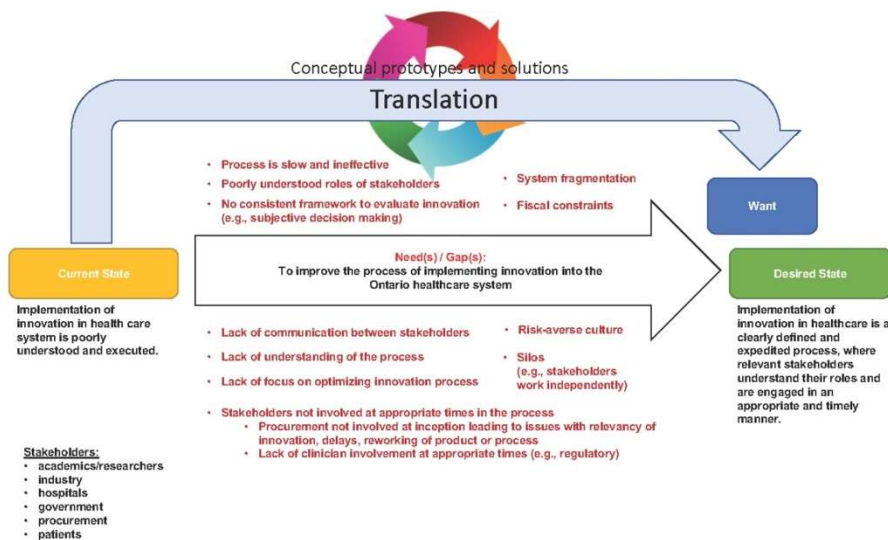 Conceptual prototypes and solutions
Translation
• Process is slow and ineffective
• Poorly understood roles of stakeholders
• No consistent framework to evaluate innovation
(e.g., subjective decision making)
• System fragmentation
• Fiscal constraints
Want
Current State
Need(s) / Gap(s):
To improve the process of implementing innovation into the
Ontario healthcare system
Desired State
Implementation of
innovation in health care
system is poorly
understood and executed.
• Lack of communication between stakeholders
• Lack of understanding of the process
• Lack of focus on optimizing innovation process
• Risk-averse culture
• Silos
(e.g., stakeholders
work independently)
• Stakeholders not involved at appropriate times in the process
• Procurement not involved at inception leading to issues with relevancy of
innovation, delays, reworking of product or process
• Lack of clinician involvement at appropriate times (e.g., regulatory)
Implementation of
innovation in healthcare is a
clearly defined and
expedited process, where
relevant stakeholders
understand their roles and
are engaged in an
appropriate and timely
manner.
Stakeholders:
• academics/researchers
• industry
• hospitals
• government
• procurement
• patients